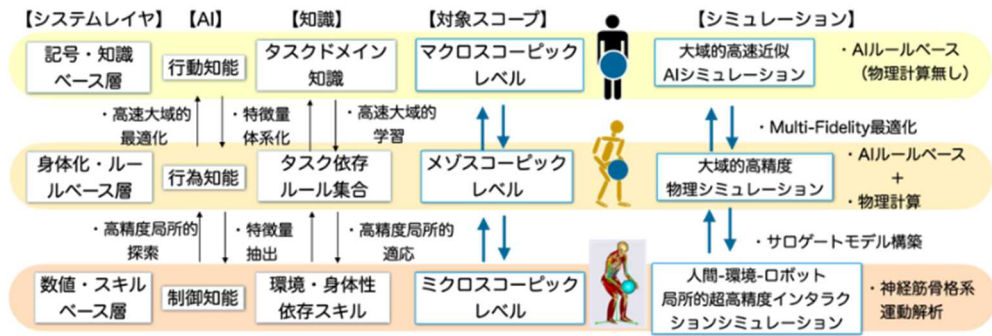 【システムレイヤ】 【AI】 【知識】 【対象スコープ】 【シミュレーション】
記号・知識
ベース層
行動知能
タスクドメイン
知識
マクロスコーピック
レベル
大域的高速近似
AIシミュレーション
・AIルールベース
（物理計算無し）
・高速大域的
最適化
・特徴量
体系化
・高速大域的
学習
・Multi-Fidelity最適化
身体化・ルー
ルベース層
行為知能
タスク依存
ルール集合
メゾスコーピック
レベル
大域的高精度
物理シミュレーション
・AIルールベース
+
・物理計算
・高精度局所的
探索
・特徴量
抽出
・高精度局所的
適応
・サロゲートモデル構築
数値・スキル
ベース層
制御知能
環境・身体性
依存スキル
ミクロスコーピック
レベル
人間-環境-ロボット
局所的超高精度インタラク
ションシミュレーション
・神経筋骨格系
運動解析